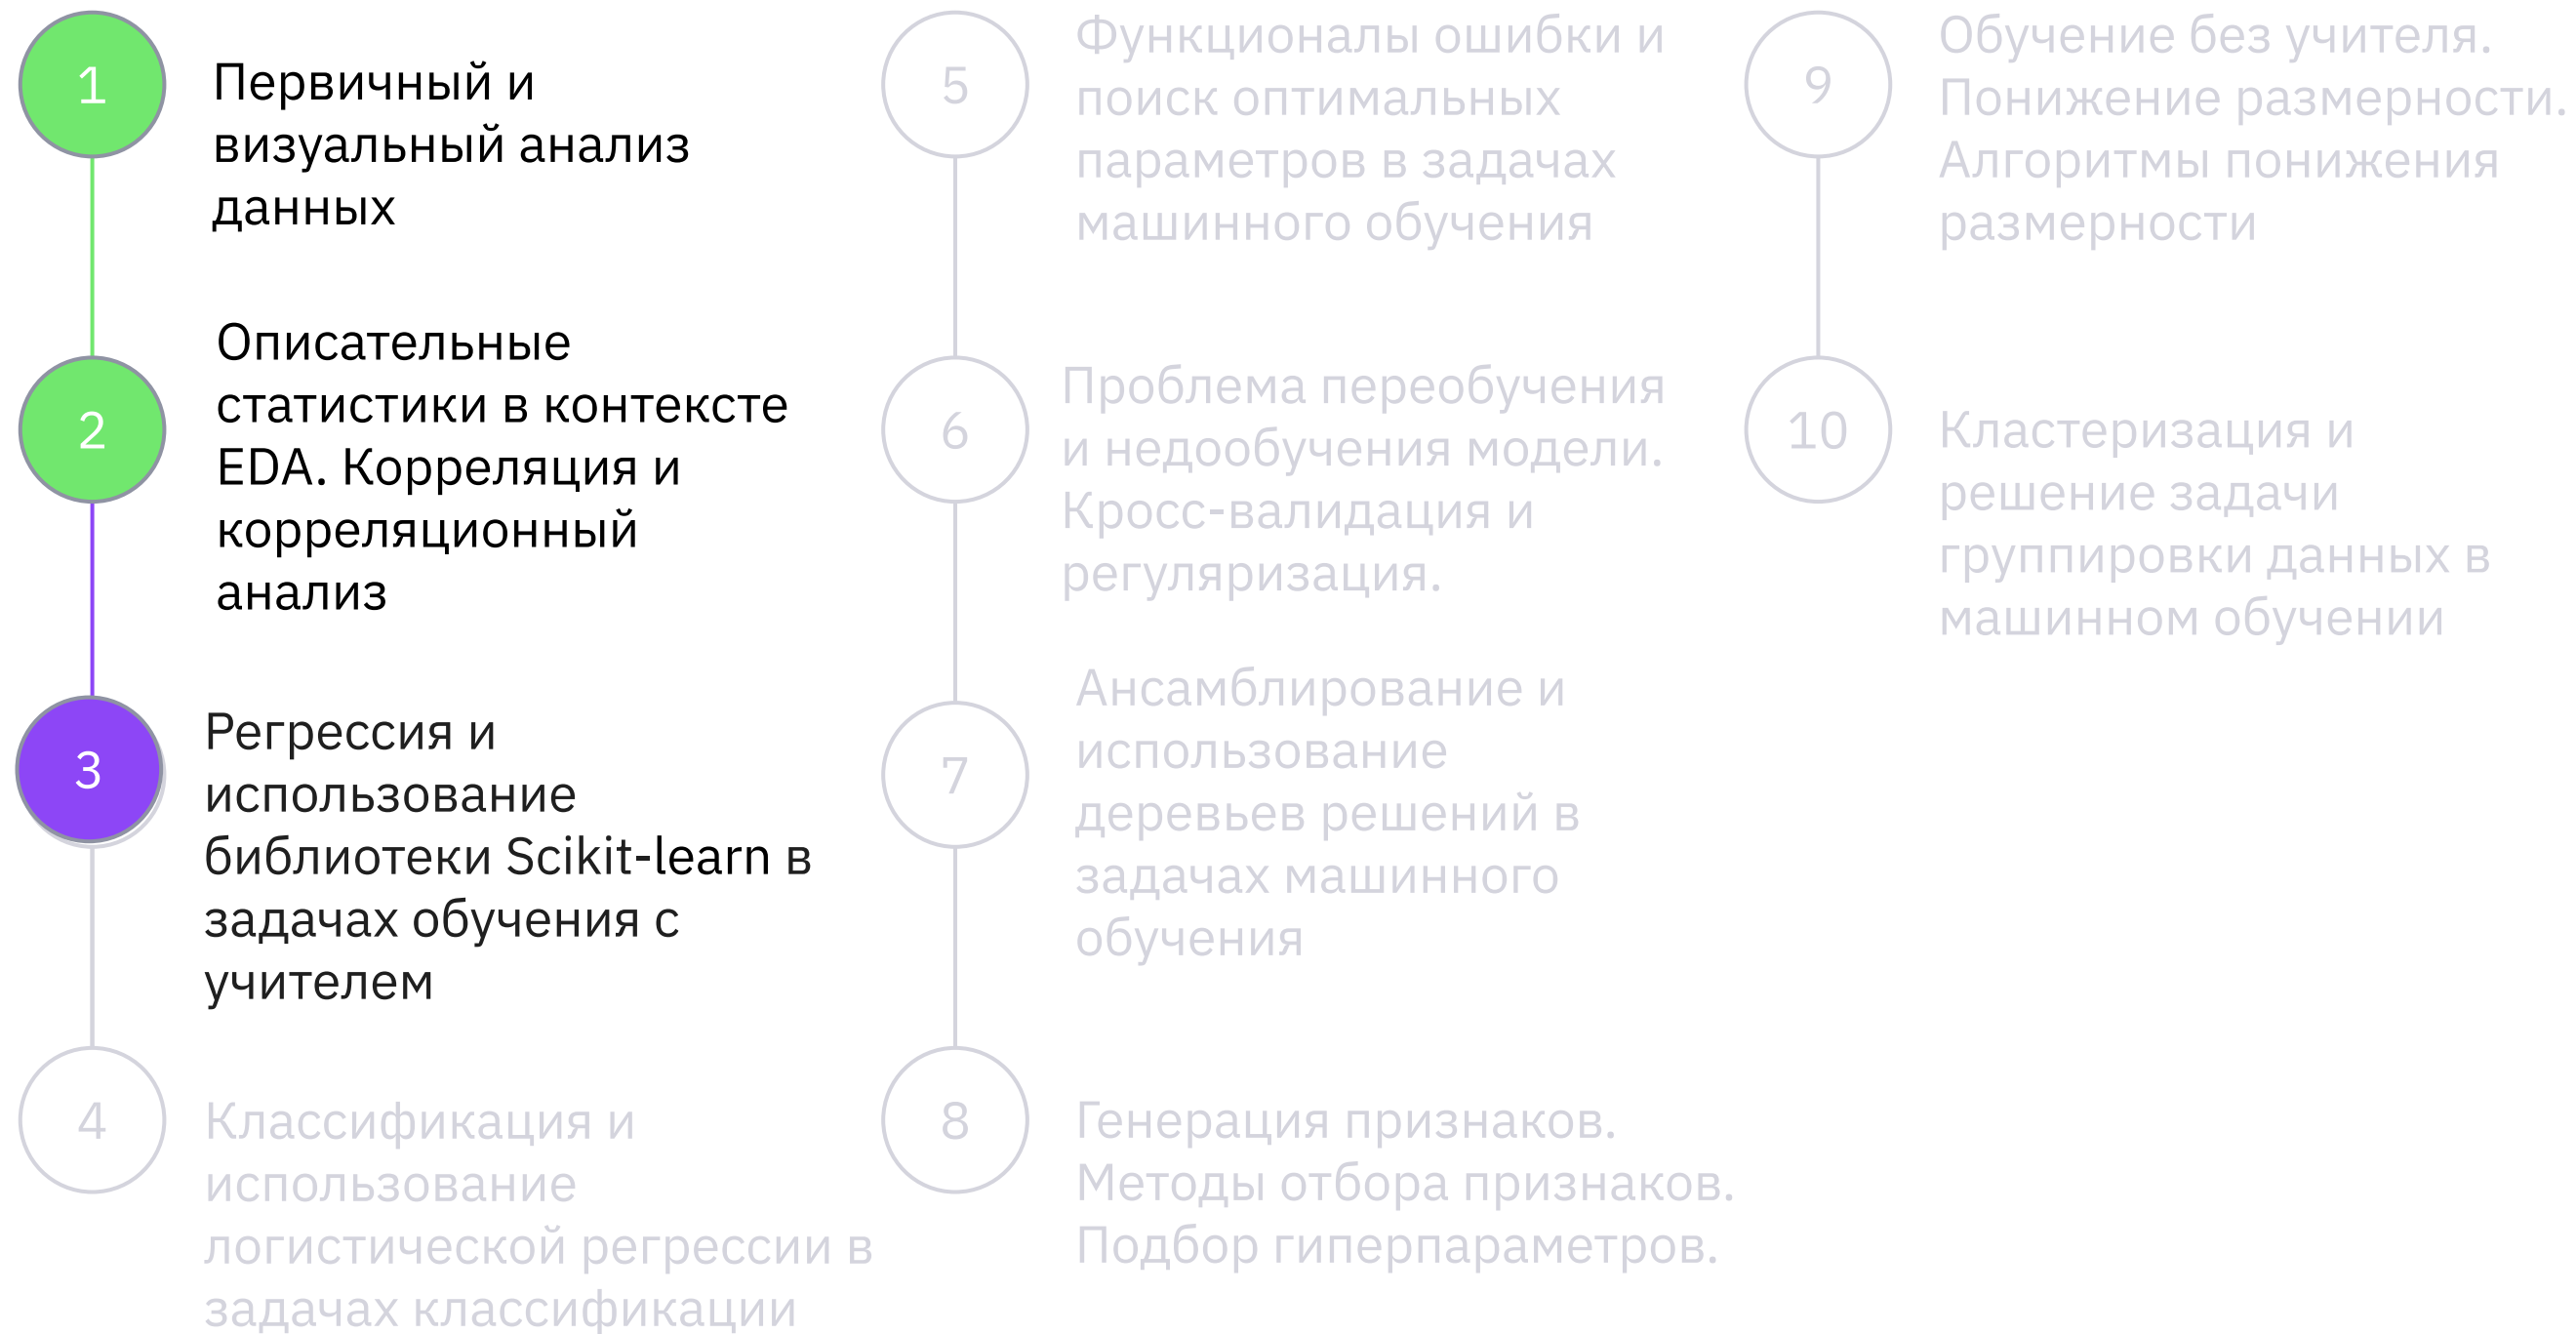 1
Первичный и
визуальный анализ
данных
2
Описательные
статистики в контексте
EDA. Корреляция и
корреляционный
анализ
3
Регрессия и
использование
библиотеки Scikit-learn в
задачах обучения с
учителем
4
Классификация и
использование
логистической регрессии в
задачах классификации
5
Функционалы ошибки и
поиск оптимальных
параметров в задачах
машинного обучения
6
Проблема переобучения
и недообучения модели.
Кросс-валидация и
регуляризация.
7
Ансамблирование и
использование
деревьев решений в
задачах машинного
обучения
8
Генерация признаков.
Методы отбора признаков.
Подбор гиперпараметров.
9
Обучение без учителя.
Понижение размерности.
Алгоритмы понижения
размерности
10
Кластеризация и
решение задачи
группировки данных в
машинном обучении